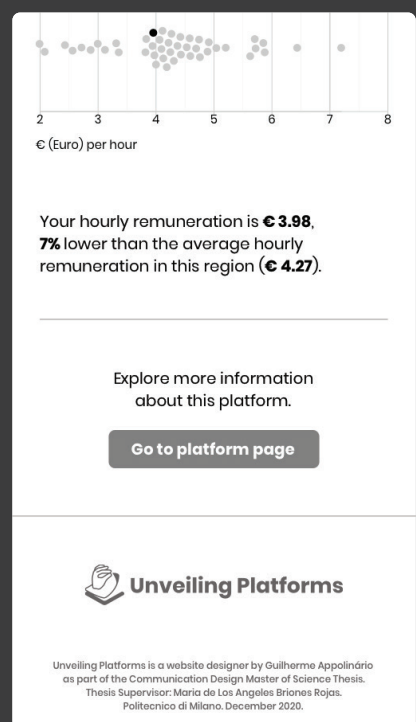 2 3 4 5 6 7 8
€ (Euro) per hour
Your hourly remuneration is € 3.98,
7% lower than the average hourly
remuneration in this region (€ 4.27).
Explore more information
about this platform.
Go to platform page
Unveiling Platforms
Unveiling Platforms is a website designer by Guilherme Appolinário
as part of the Communication Design Master of Science Thesis.
Thesis Supervisor: Maria de Los Angeles Briones Rojas.
Politecnico di Milano. December 2020.